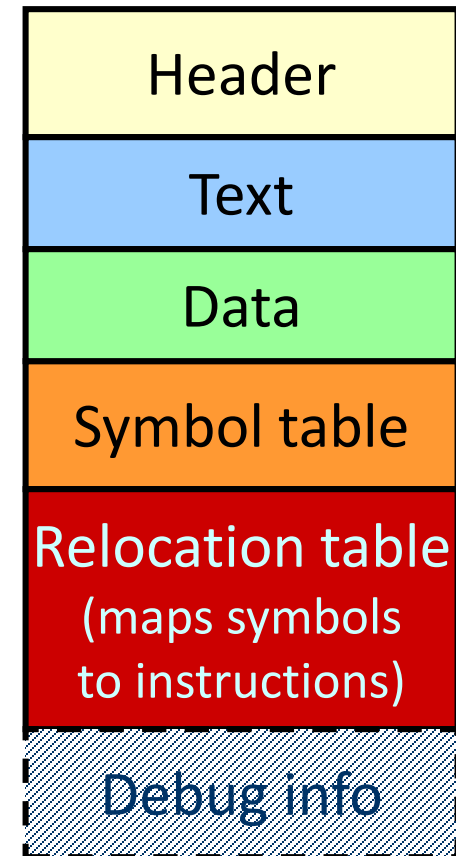 Header
Text
Data
Symbol table
Relocation table
(maps symbols
to instructions)
Debug info